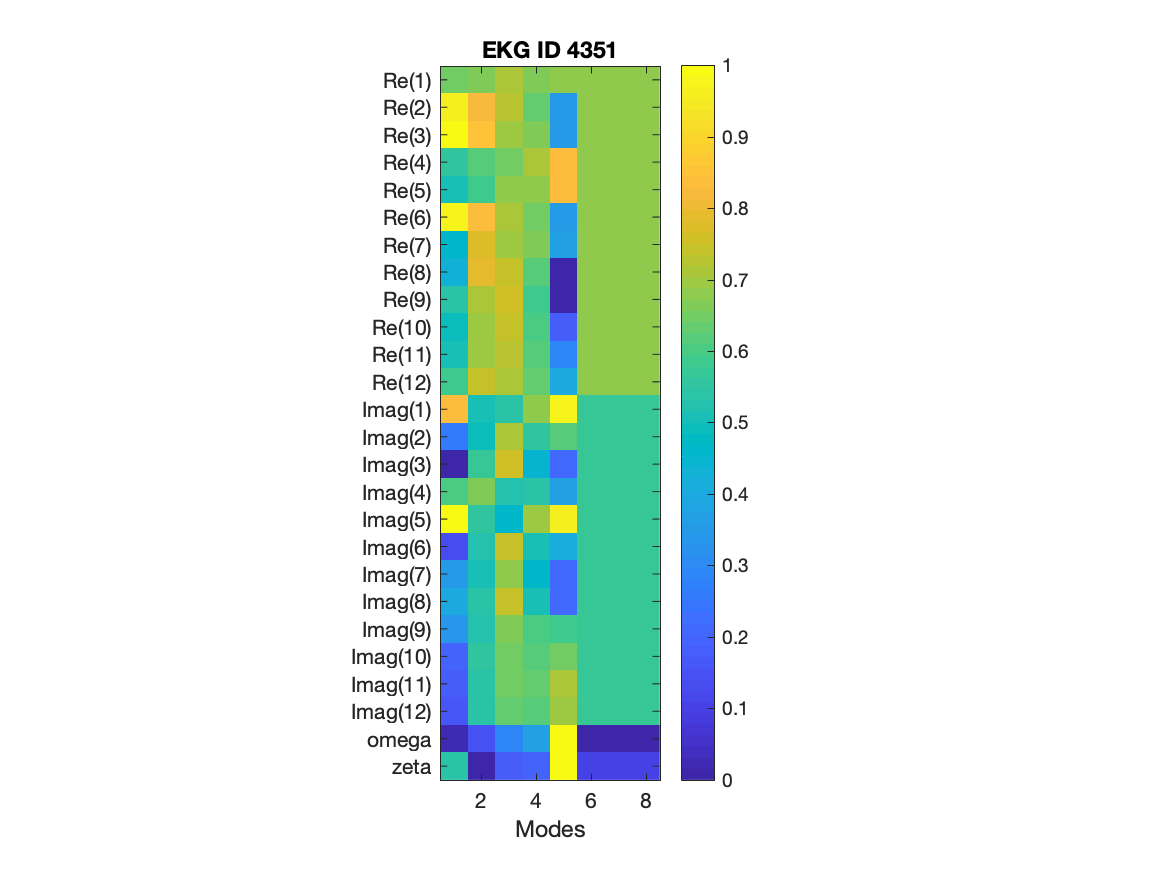 EKG ID 4351
Re(1)
Re(2)
Re(3)
Re(4)
Re(5)
Re(6)
Re(7)
Re(8)
Re(9)
Re(10)
Re(11)
Re(12)
Imag(1)
Imag(2)
Imag(3)
Imag(4)
Imag(5)
Imag(6)
Imag(7)
Imag(8)
Imag(9)
Imag(10)
Imag(11)
Imag(12)
omega
zeta
2 4 6 8
Modes
1
0.9
0.8
0.7
0.6
0.5
0.4
0.3
0.2
0.1
0